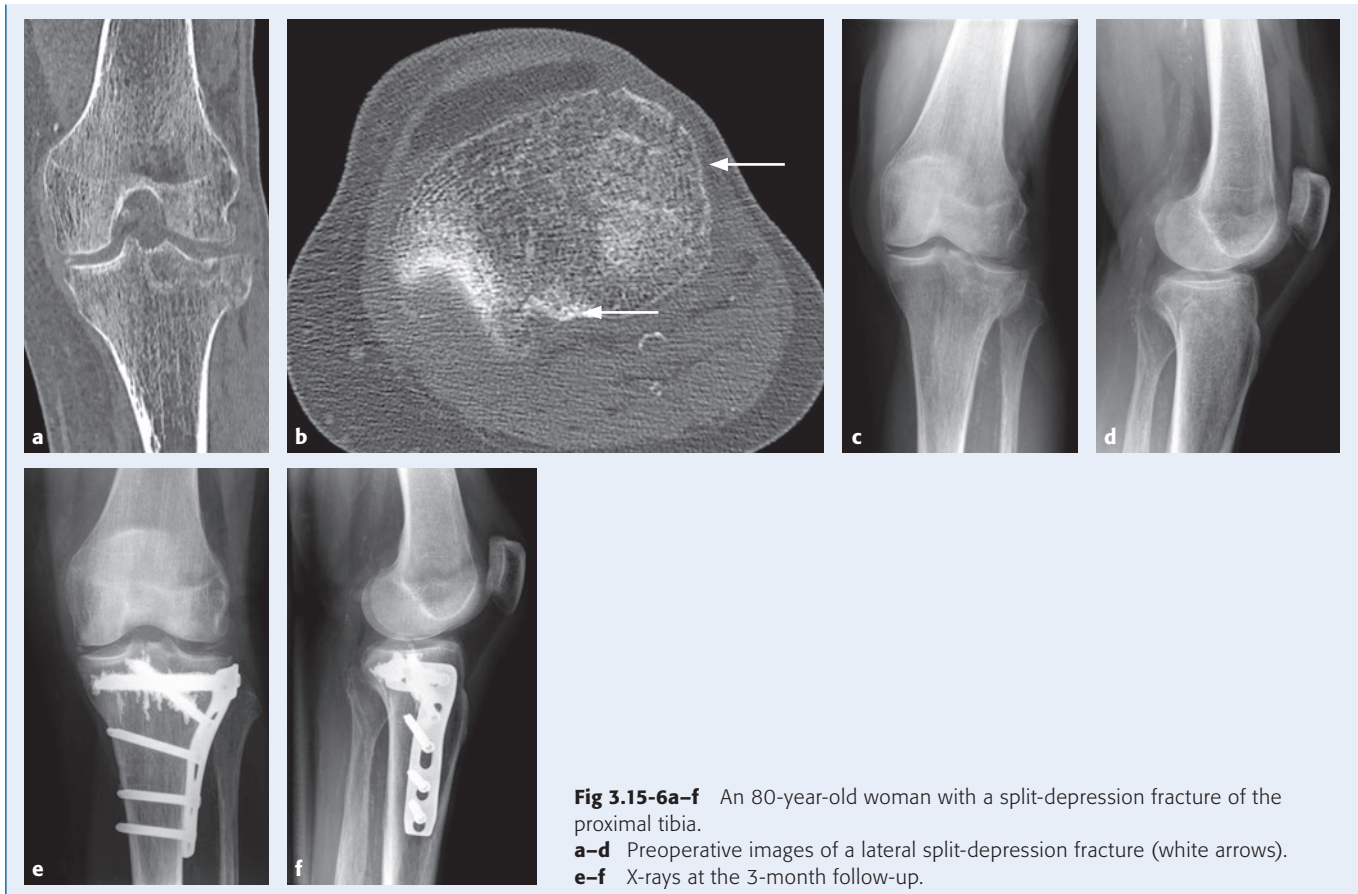 a
b
c
d
e
f
Fig 3.15-6a–f An 80-year-old woman with a split-depression fracture of the
proximal tibia.
a–d Preoperative images of a lateral split-depression fracture (white arrows).
e–f X-rays at the 3-month follow-up.